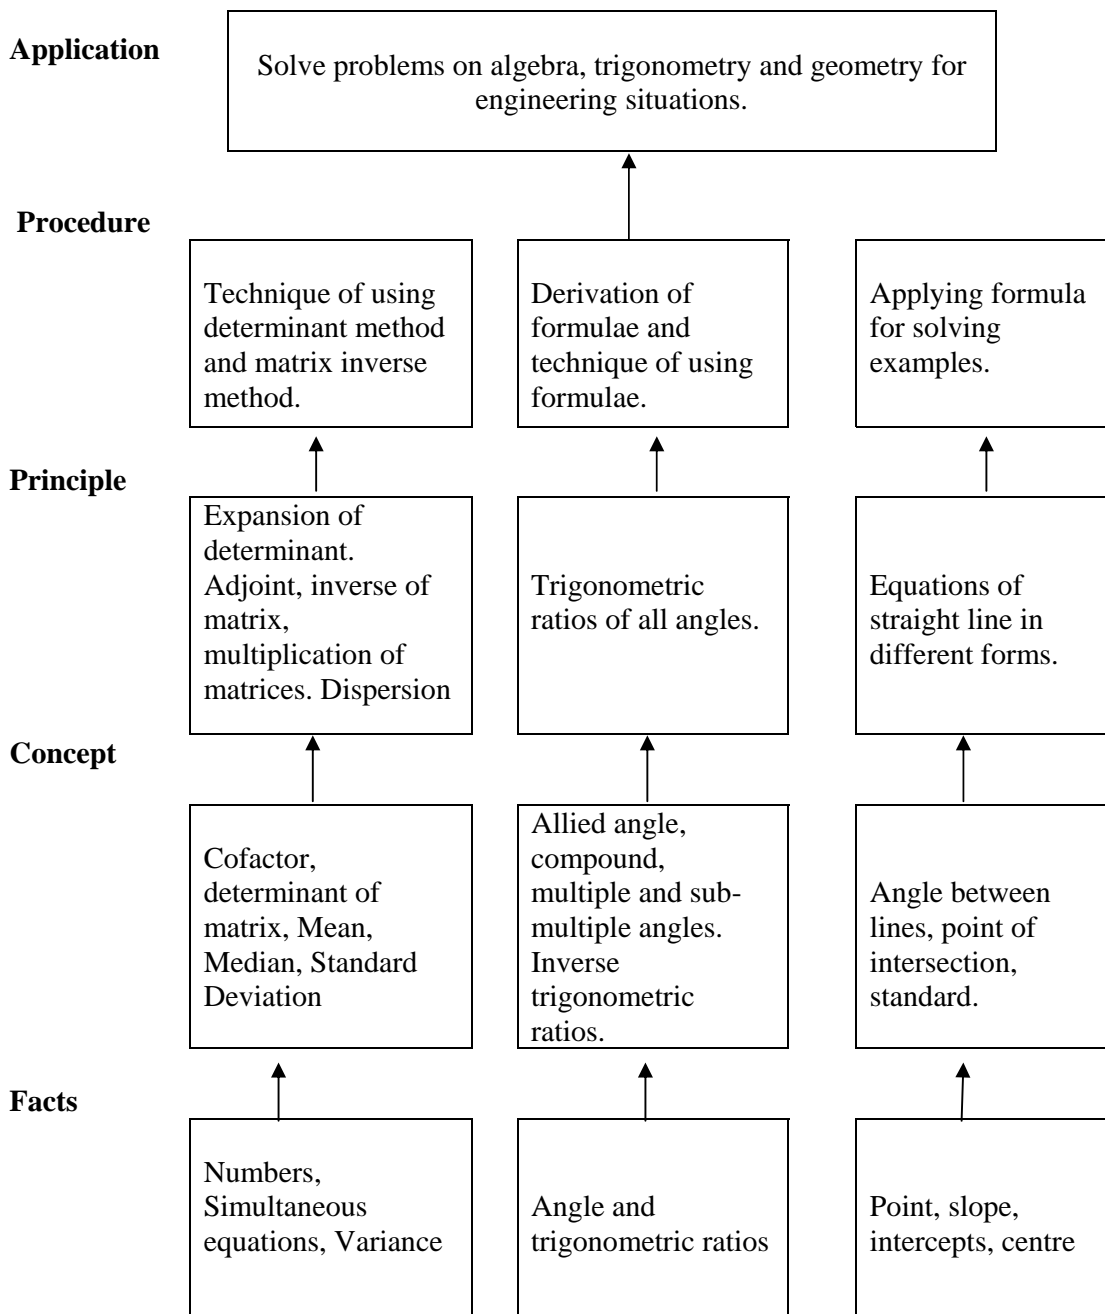 Application
Solve problems on algebra, trigonometry and geometry for
engineering situations.
Procedure
Technique of using
determinant method
and matrix inverse
method.
Derivation of
formulae and
technique of using
formulae.
Applying formula
for solving
examples.
Principle
Expansion of
determinant.
Adjoint, inverse of
matrix,
multiplication of
matrices. Dispersion
Trigonometric
ratios of all angles.
Equations of
straight line in
different forms.
Concept
Cofactor,
determinant of
matrix, Mean,
Median, Standard
Deviation
Allied angle,
compound,
multiple and sub-
multiple angles.
Inverse
trigonometric
ratios.
Angle between
lines, point of
intersection,
standard.
Facts
Numbers,
Simultaneous
equations, Variance
Angle and
trigonometric ratios
Point, slope,
intercepts, centre